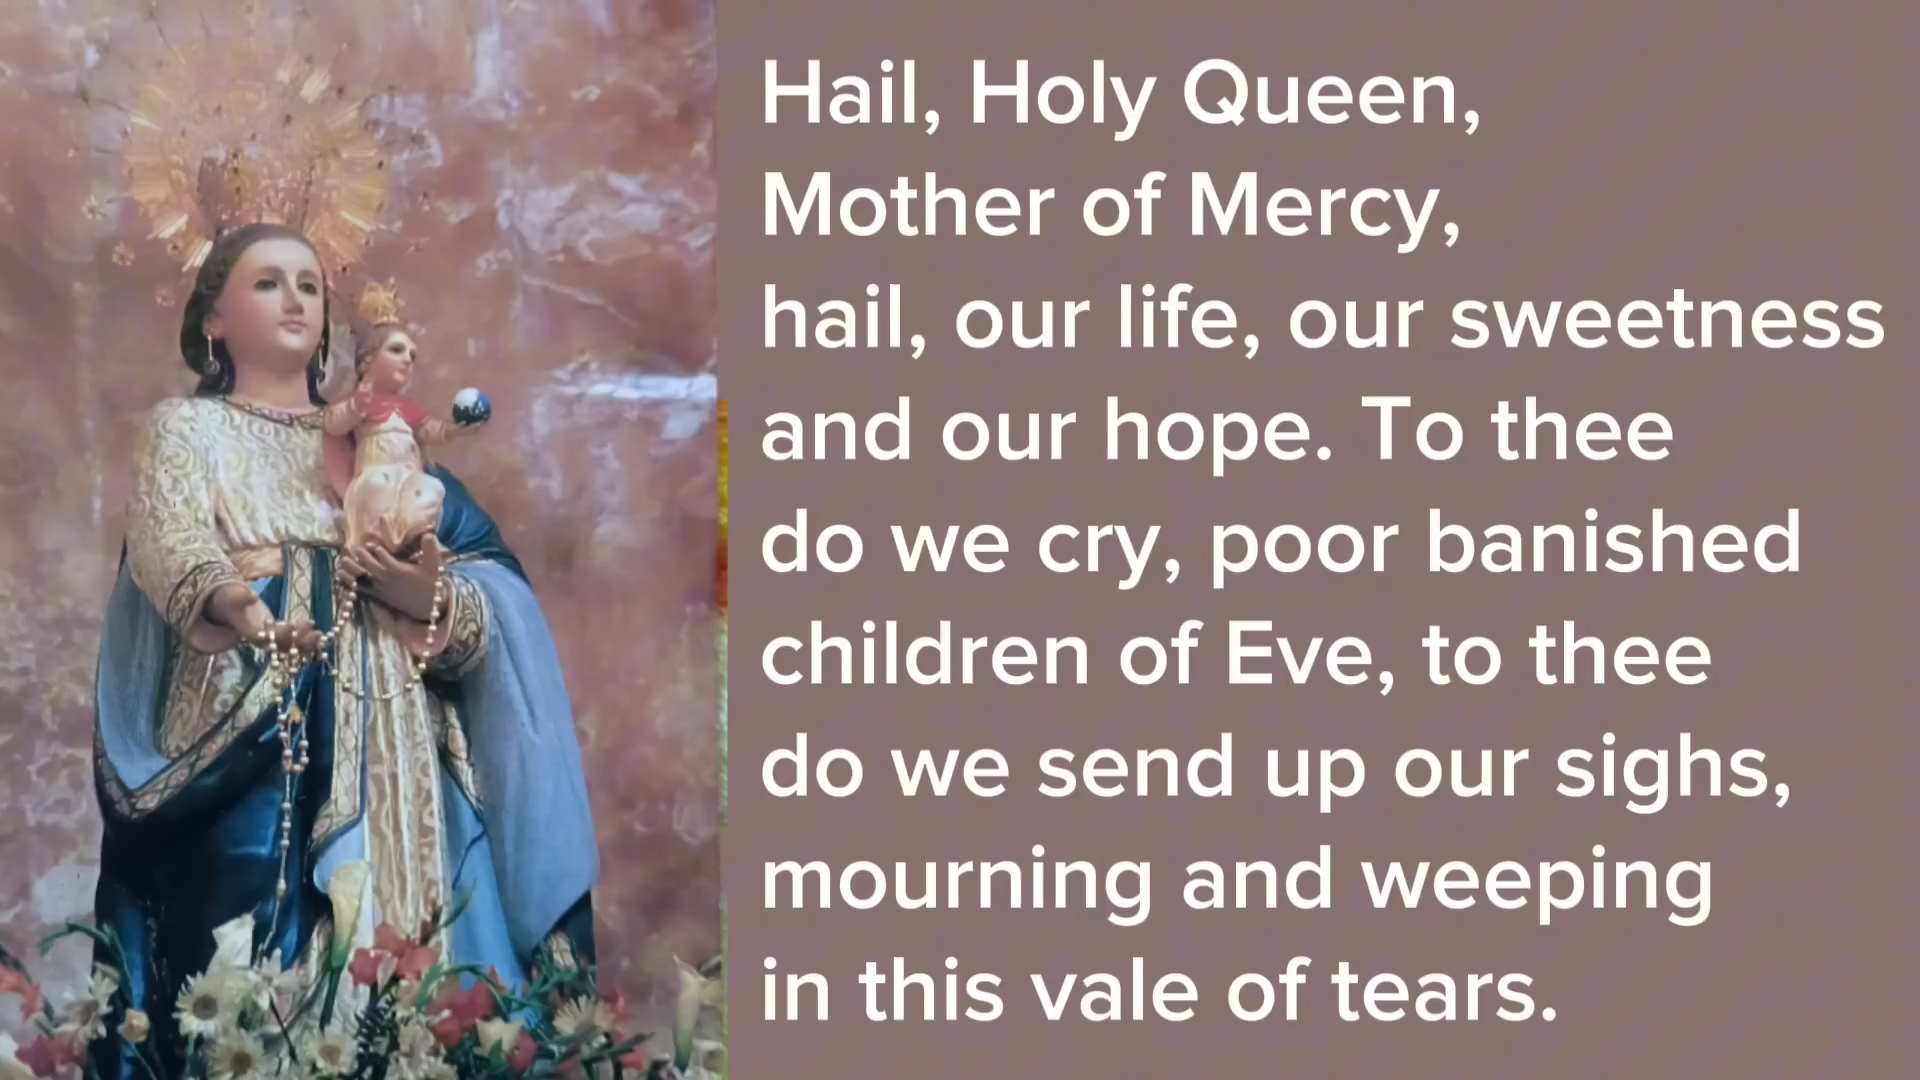 Hail, Holy Queen,
Mother of Mercy,
hail, our life, our sweetness
and our hope. To thee
do we cry, poor banished
children of Eve, to thee
do we send up our sighs,
mourning and weeping
in this vale of tears.